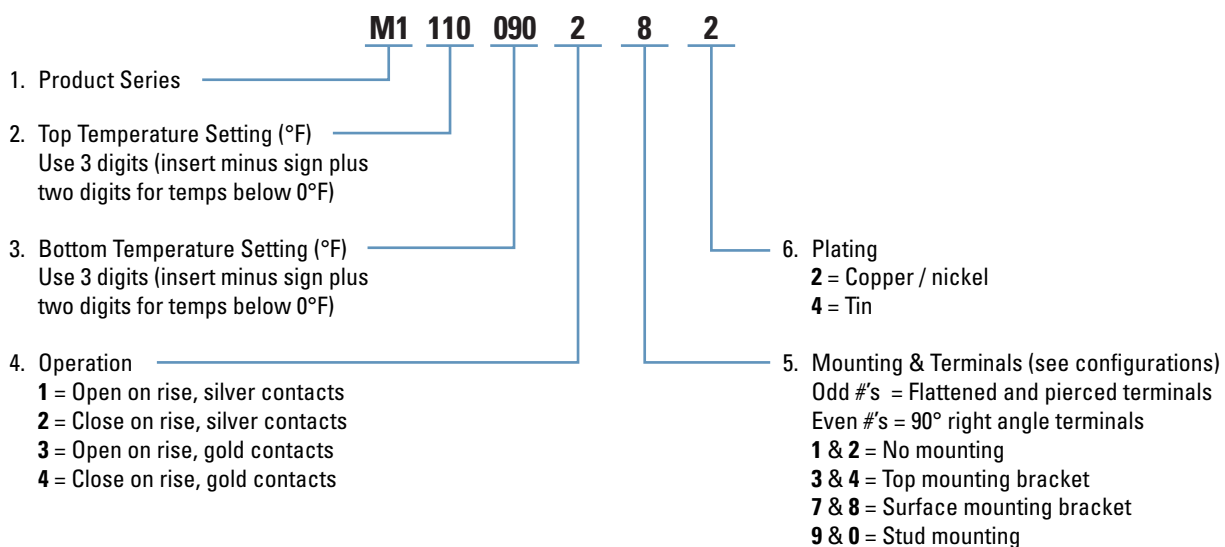 M1 110 090 2 8 2
1. Product Series
2. Top Temperature Setting (°F)
Use 3 digits (insert minus sign plus
two digits for temps below 0°F)
3. Bottom Temperature Setting (°F)
Use 3 digits (insert minus sign plus
two digits for temps below 0°F)
4. Operation
1 = Open on rise, silver contacts
2 = Close on rise, silver contacts
3 = Open on rise, gold contacts
4 = Close on rise, gold contacts
6. Plating
2 = Copper / nickel
4 = Tin
5. Mounting & Terminals (see configurations)
Odd #'s = Flattened and pierced terminals
Even #'s = 90° right angle terminals
1 & 2 = No mounting
3 & 4 = Top mounting bracket
7 & 8 = Surface mounting bracket
9 & 0 = Stud mounting